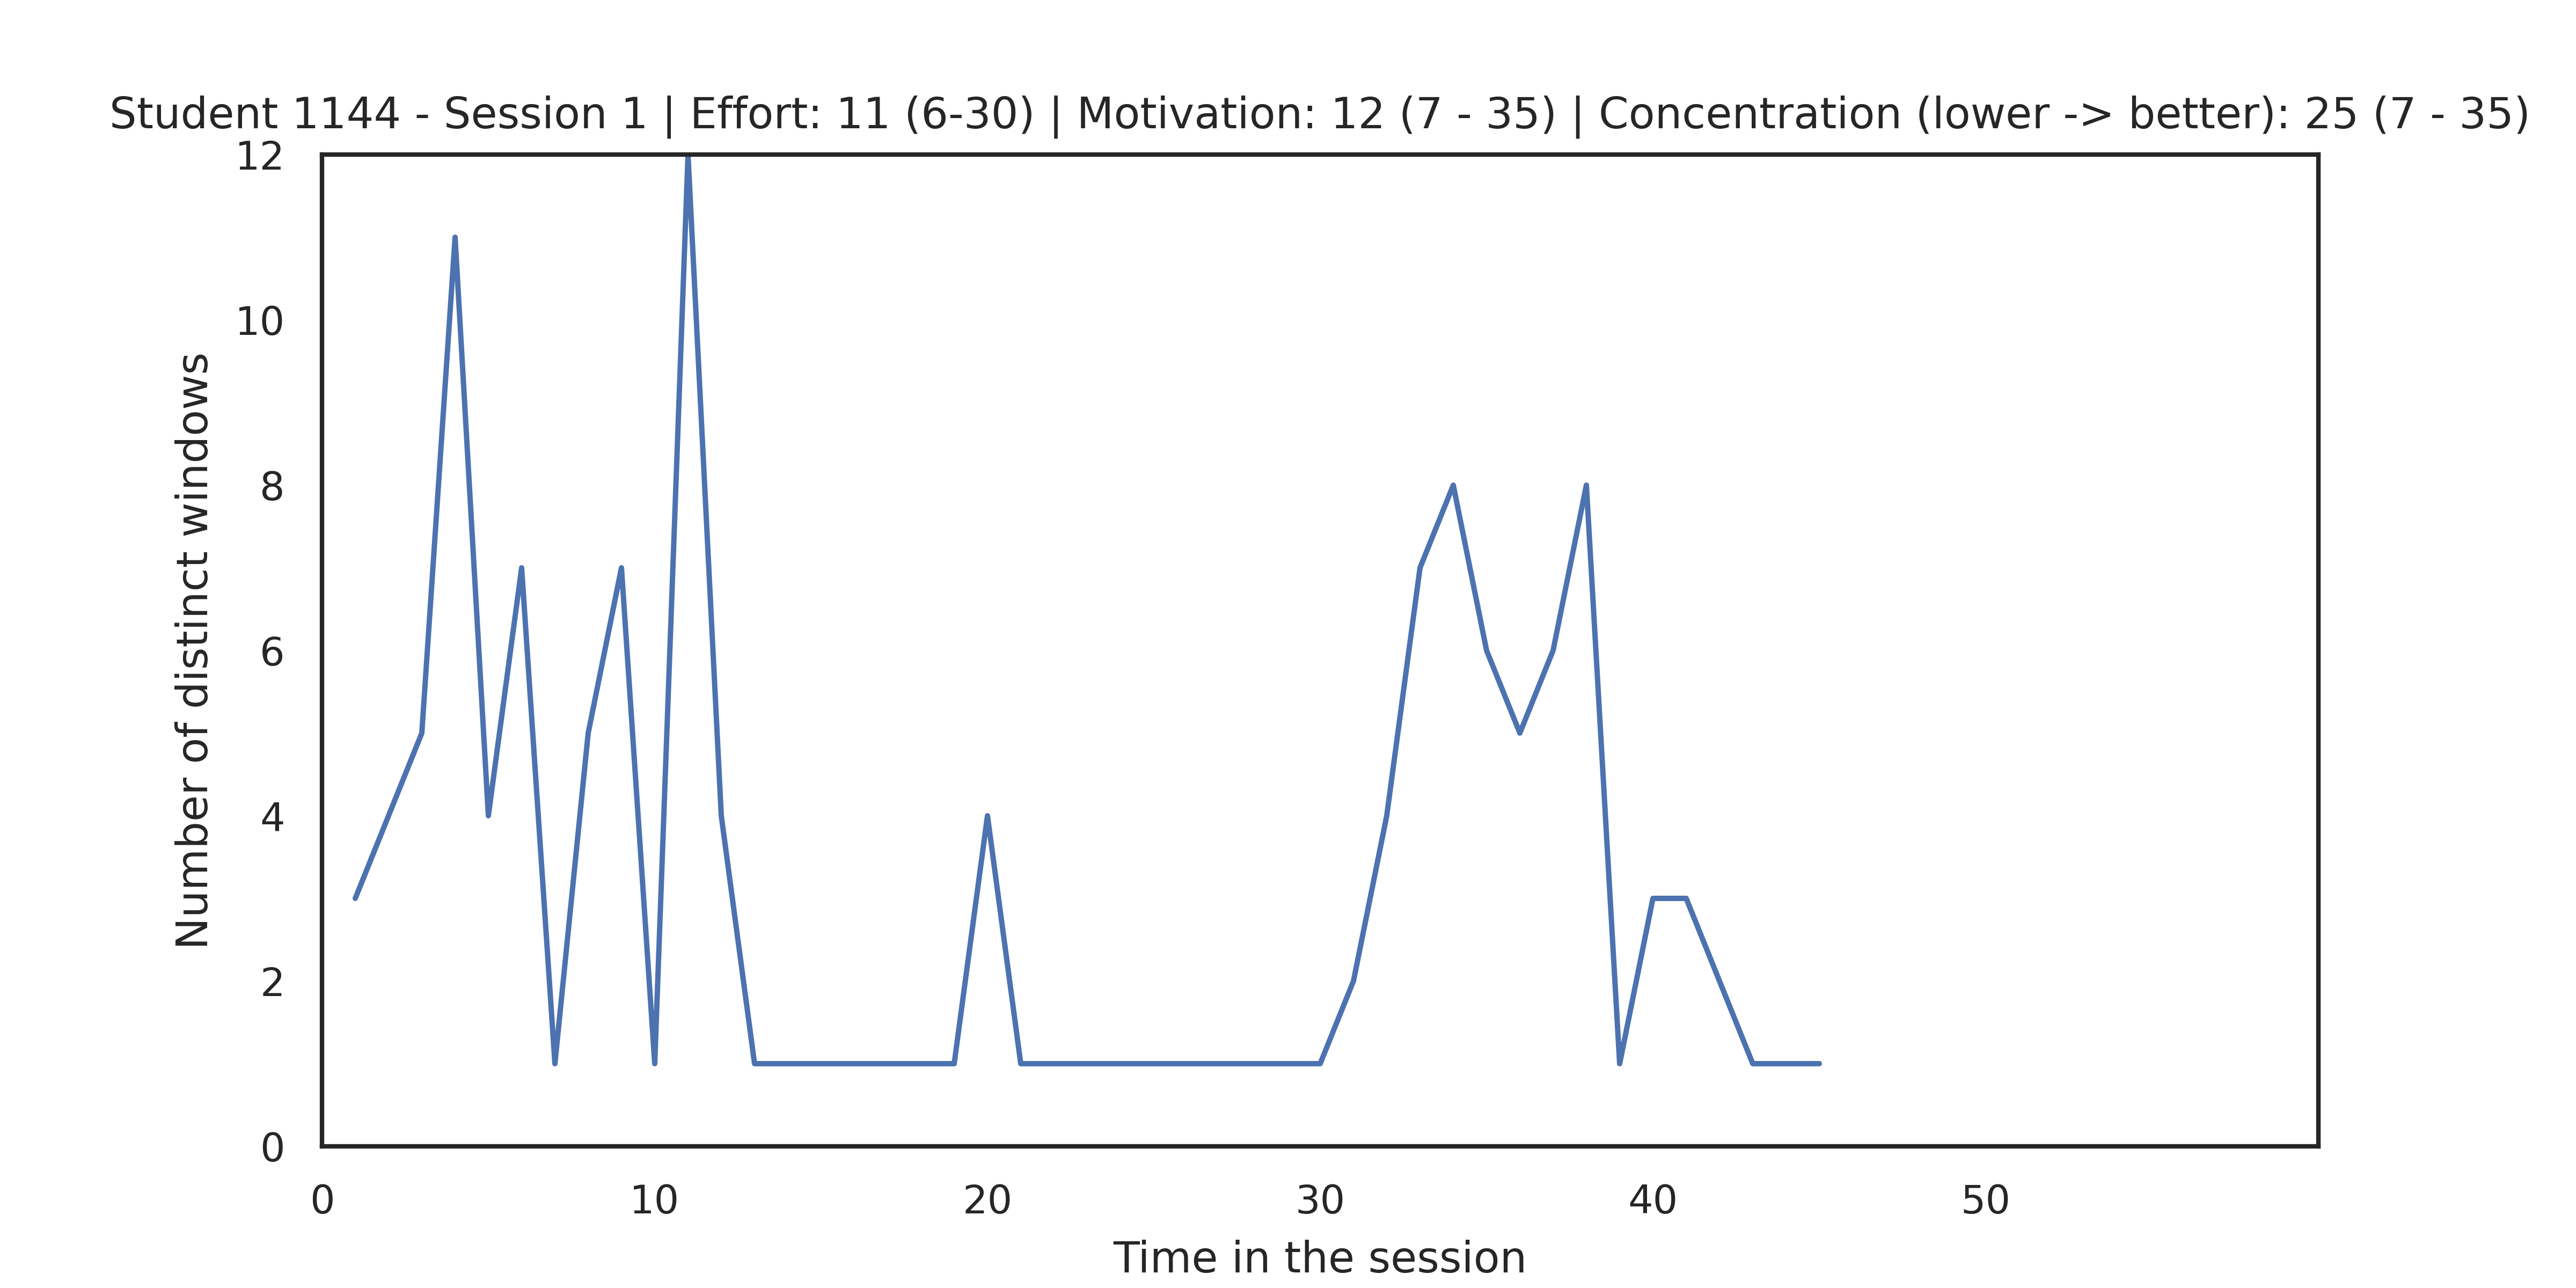 Student 1144 - Session 1 | Effort: 11 (6-30) | Motivation: 12 (7 - 35) | Concentration (lower -> better): 25 (7 - 35)
12
10
8
6
4
2
0
Number of distinct windows
0 10 20 30 40 50
Time in the session